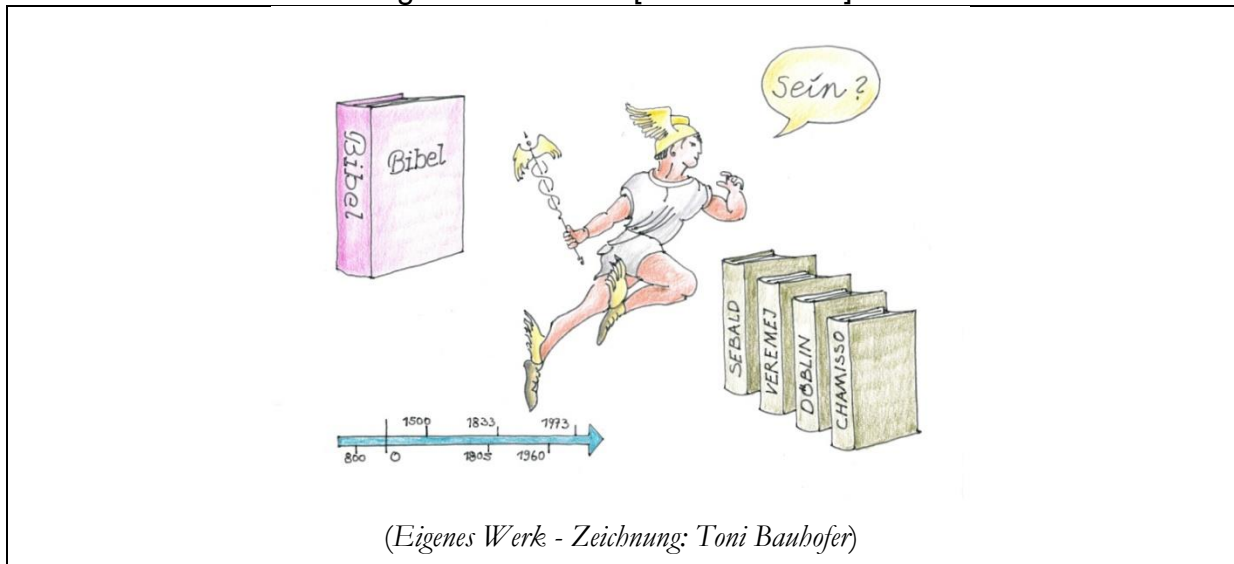 Sein?
Bibel
Bibel
SEBALD
VEREMEJ
DÖBLIN
CHAMISSO
1500 1833 1973
800 0 1805 1960
(Eigenes Werk - Zeichnung: Toni Bauhofer)